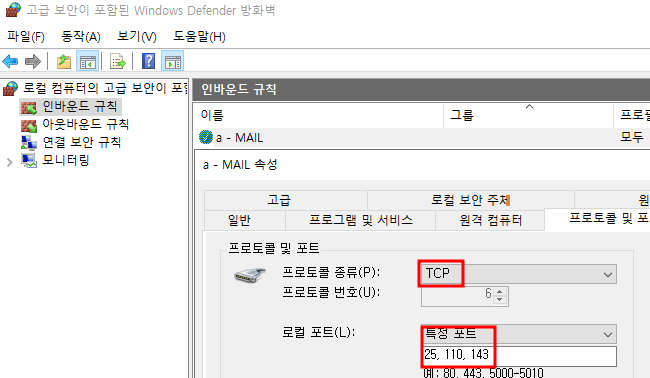 고급 보안이 포함된 Windows Defender 방화벽
파일(F) 동작(A) 보기(V) 도움말(H)
로컬 컴퓨터의 고급 보안이 포함
인바운드 규칙
아웃바운드 규칙
연결 보안 규칙
모니터링
인바운드 규칙
이름 그룹 프로필
a - MAIL 모두
a - MAIL 속성
고급 로컬 보안 주체 원
일반 프로그램 및 서비스 원격 컴퓨터 프로토콜 및 포
프로토콜 및 포트
프로토콜 종류(P): TCP
프로토콜 번호(U): 6
로컬 포트(L): 특정 포트
25, 110, 143
예: 80, 443, 5000-5010